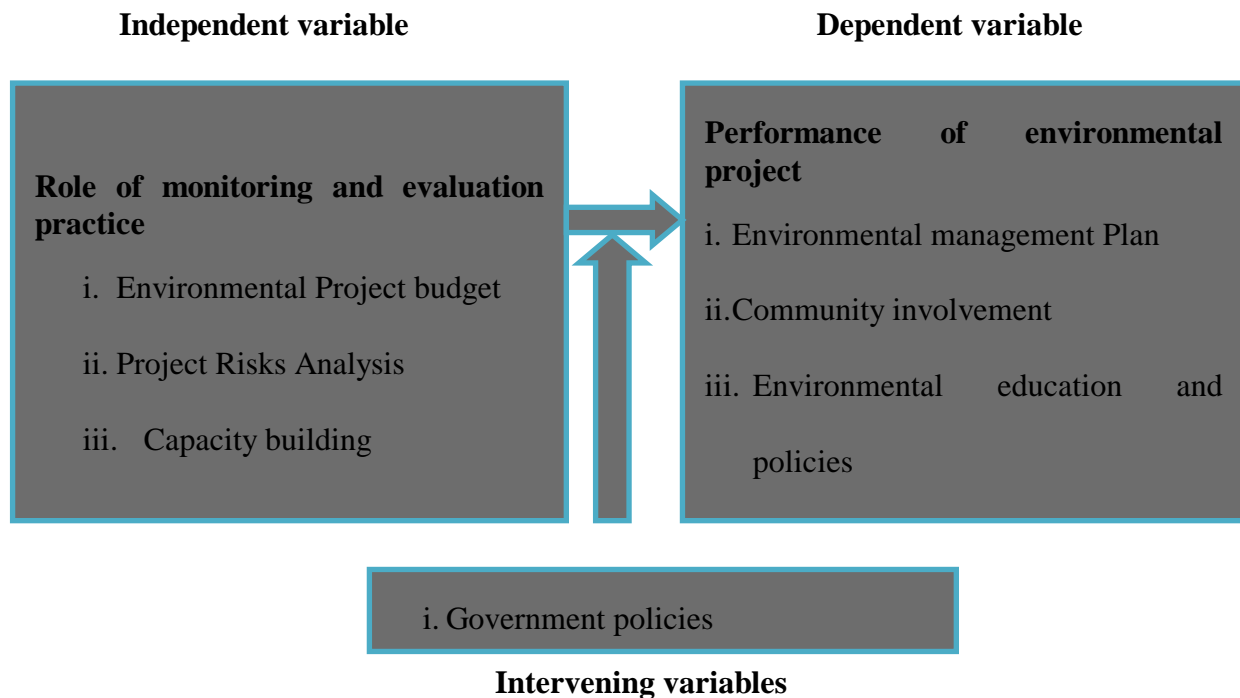 Independent variable
Dependent variable
Role of monitoring and evaluation
practice
i. Environmental Project budget
ii. Project Risks Analysis
iii. Capacity building
Performance of environmental
project
i. Environmental management Plan
ii.Community involvement
iii. Environmental education and
policies
i. Government policies
Intervening variables